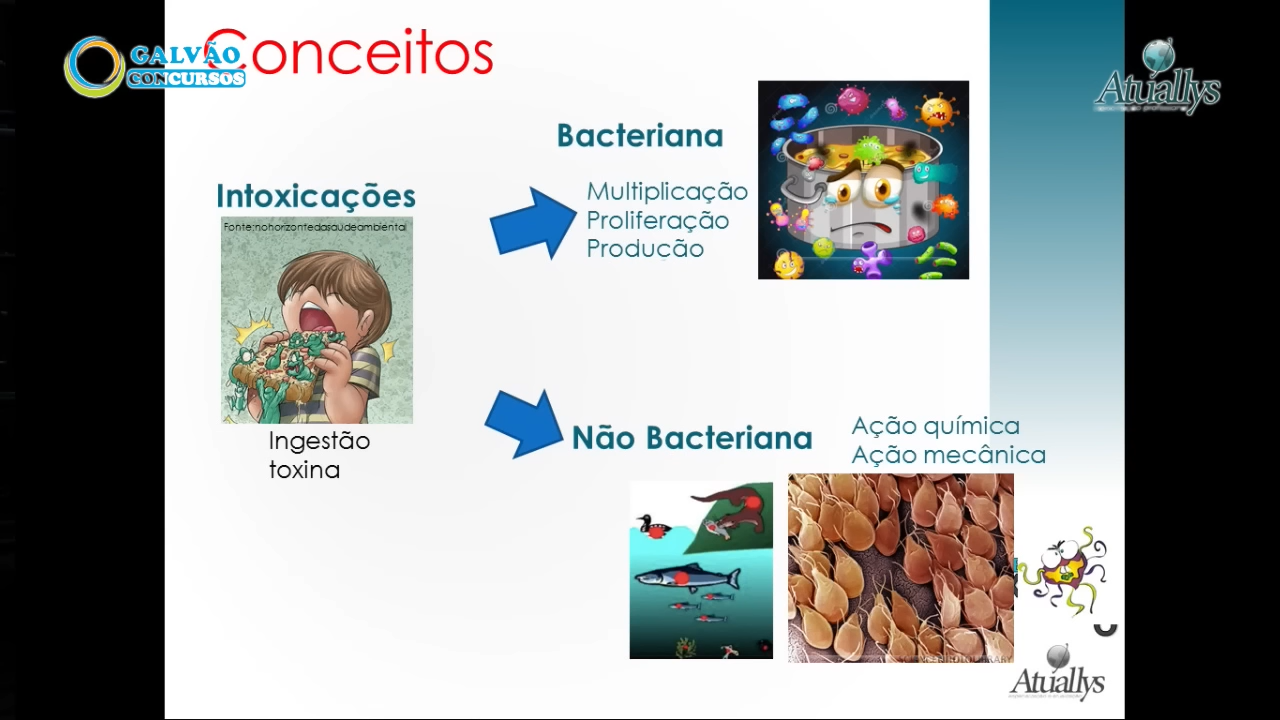 Conceitos
GALVÃO
CONCURSOS
Atuallys
Bacteriana
Intoxicações
Multiplicação
Proliferação
Producão
Fonte:nohorizontedasaudeambiental
Ingestão
toxina
Não Bacteriana
Ação química
Ação mecânica
Atuallys